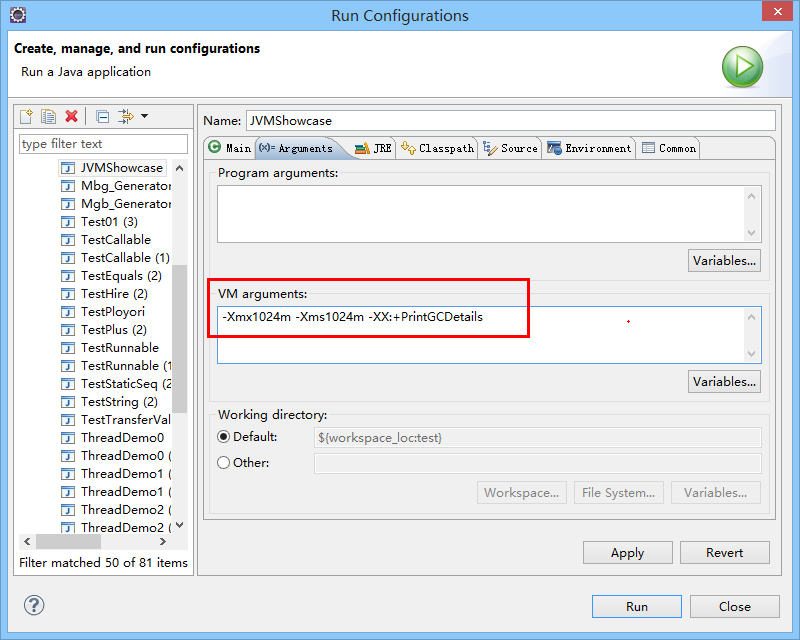 Run Configurations
Create, manage, and run configurations
Run a Java application
Name: JVMShowcase
type filter text
JVMShowcase
Mbg_Generator
Mgb_Generator
Test01 (3)
TestCallable
TestCallable (1)
TestEquals (2)
TestHire (2)
TestPloyori
TestPlus (2)
TestRunnable
TestRunnable (1
TestStaticSeq (2
TestString (2)
TestTransferVal
ThreadDemo0
ThreadDemo0 (
ThreadDemo1 (
ThreadDemo1 (
ThreadDemo2 (
ThreadDemo2 (
Filter matched 50 of 81 items
Main (x)= Arguments JRE Classpath Source Environment Common
Program arguments:
Variables...
VM arguments:
-Xmx1024m -Xms1024m -XX:+PrintGCDetails
Variables...
Working directory:
Default: ${workspace_loc:test}
Other:
Workspace... File System... Variables...
Apply Revert
Run Close